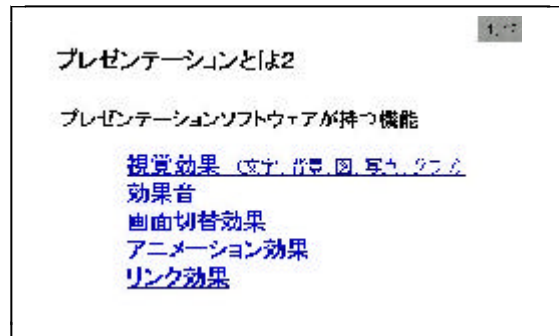 プレゼンテーションとは2
プレゼンテーションソフトウェアが持つ機能
視覚効果 (文字, 背景, 図, 写真, グラフ)
効果音
画面切替効果
アニメーション効果
リンク効果